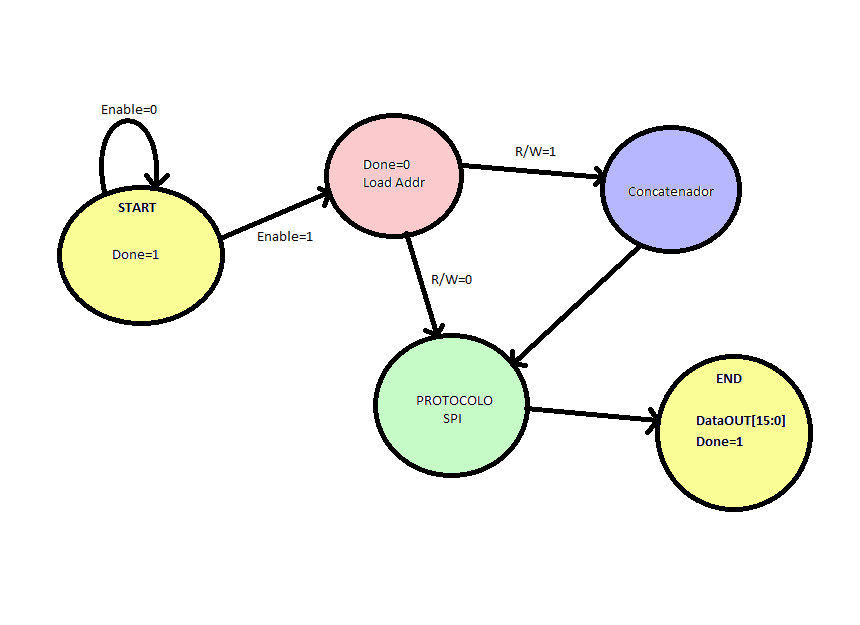 Enable=0
START
Done=1
Enable=1
Done=0
Load Addr
R/W=1
Concatenador
R/W=0
PROTOCOLO
SPI
END
DataOUT[15:0]
Done=1